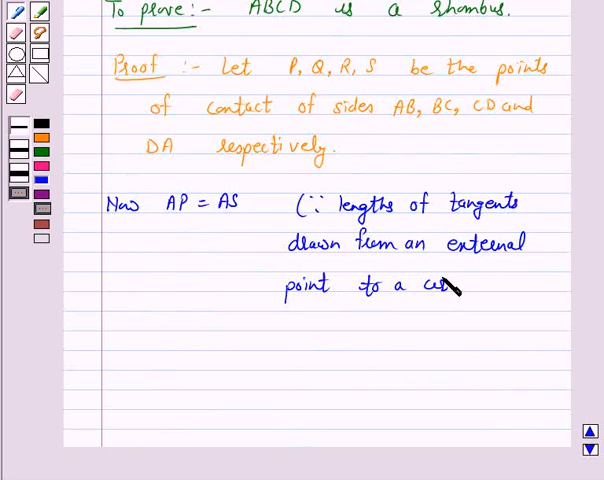 To prove :- ABCD is a rhombus.
Proof :- Let P, Q, R, S be the points
of contact of sides AB, BC, CD and
DA respectively.
Now AP = AS (∵ lengths of tangents
drawn from an external
point to a